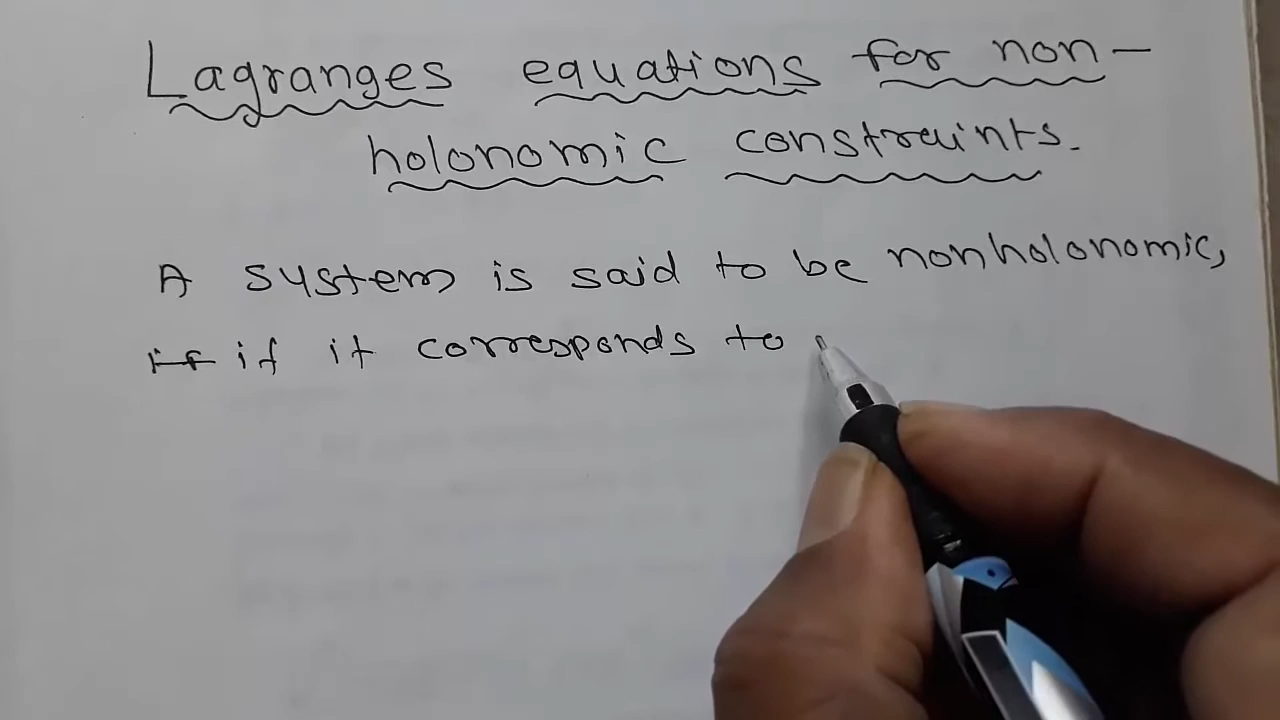 Lagranges equations for non-
holonomic constraints.
A system is said to be nonholonomic,
if if it corresponds to